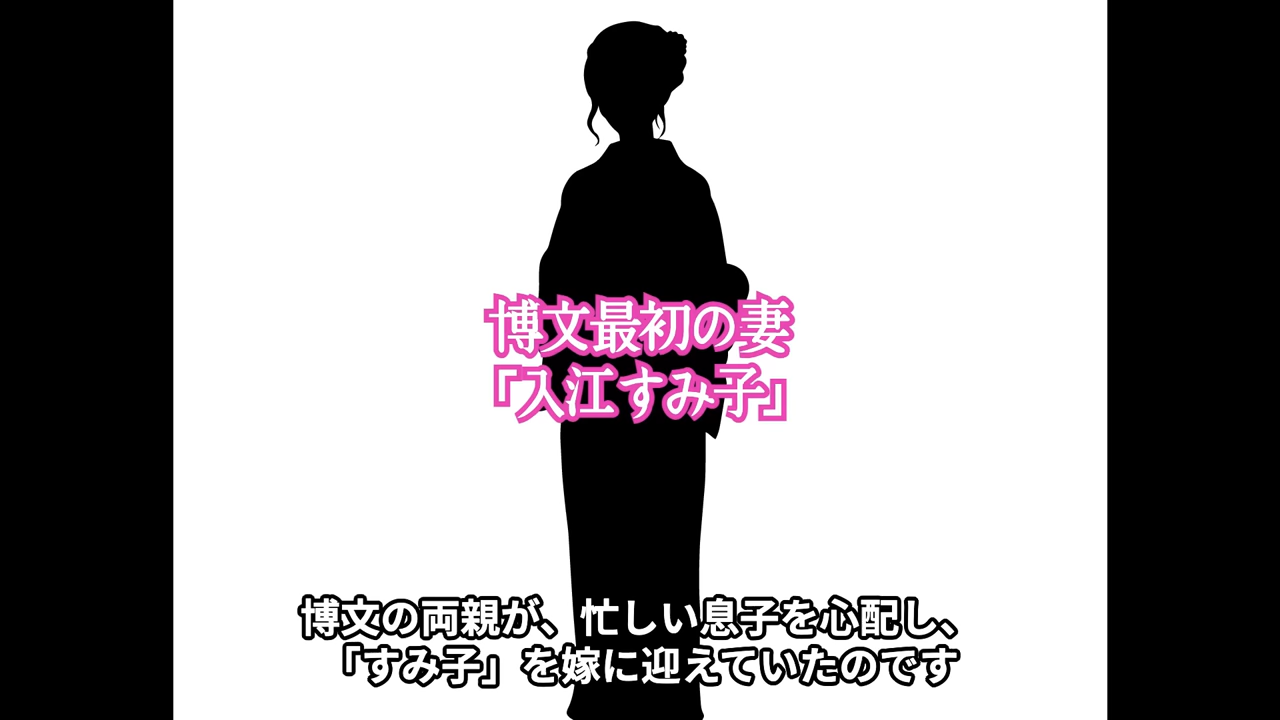 博文最初の妻
「入江すみ子」
博文の両親が、忙しい息子を心配し、
「すみ子」を嫁に迎えていたのです